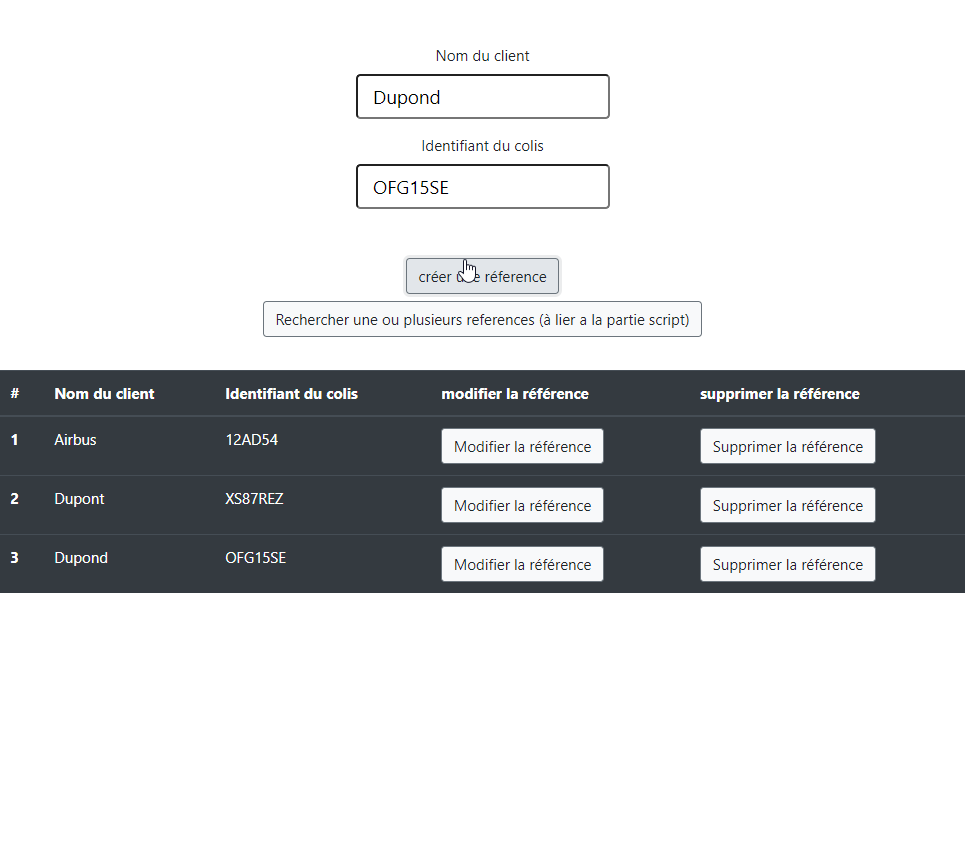 Nom du client
Dupond
Identifiant du colis
OFG15SE
créer une réference
Rechercher une ou plusieurs references (à lier a la partie script)
# Nom du client Identifiant du colis modifier la référence supprimer la référence
1 Airbus 12AD54 Modifier la référence Supprimer la référence
2 Dupont XS87REZ Modifier la référence Supprimer la référence
3 Dupond OFG15SE Modifier la référence Supprimer la référence